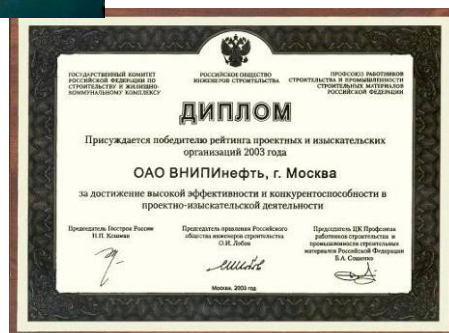 ГОСУДАРСТВЕННЫЙ КОМИТЕТ
РОССИЙСКОЙ ФЕДЕРАЦИИ ПО
СТРОИТЕЛЬСТВУ И ЖИЛИЩНО-
КОММУНАЛЬНОМУ КОМПЛЕКСУ
РОССИЙСКОЕ ОБЩЕСТВО
ИНЖЕНЕРОВ СТРОИТЕЛЬСТВА
ПРОФСОЮЗ РАБОТНИКОВ
СТРОИТЕЛЬСТВА И ПРОМЫШЛЕННОСТИ
СТРОИТЕЛЬНЫХ МАТЕРИАЛОВ
РОССИЙСКОЙ ФЕДЕРАЦИИ
ДИПЛОМ
Присуждается победителю рейтинга проектных и изыскательских
организаций 2003 года
ОАО ВНИПИнефть, г. Москва
за достижение высокой эффективности и конкурентоспособности в
проектно-изыскательской деятельности
Председатель Госстроя России
Н.П. Кошман
Председатель правления Российского
общества инженеров строительства
О.И. Лобов
Председатель ЦК Профсоюза
работников строительства и
промышленности строительных
материалов Российской Федерации
Б.А. Сошенко
Москва, 2003 год